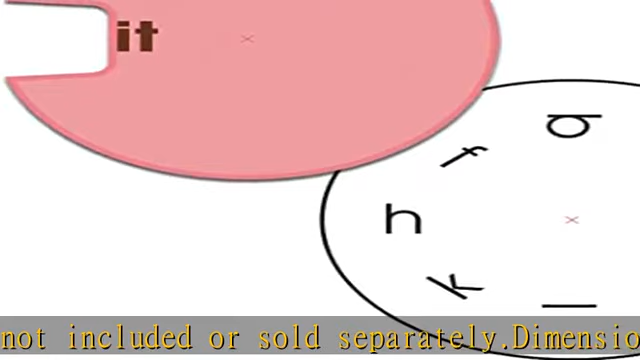 it
b
f
h
k
l
not included or sold separately.Dimensio